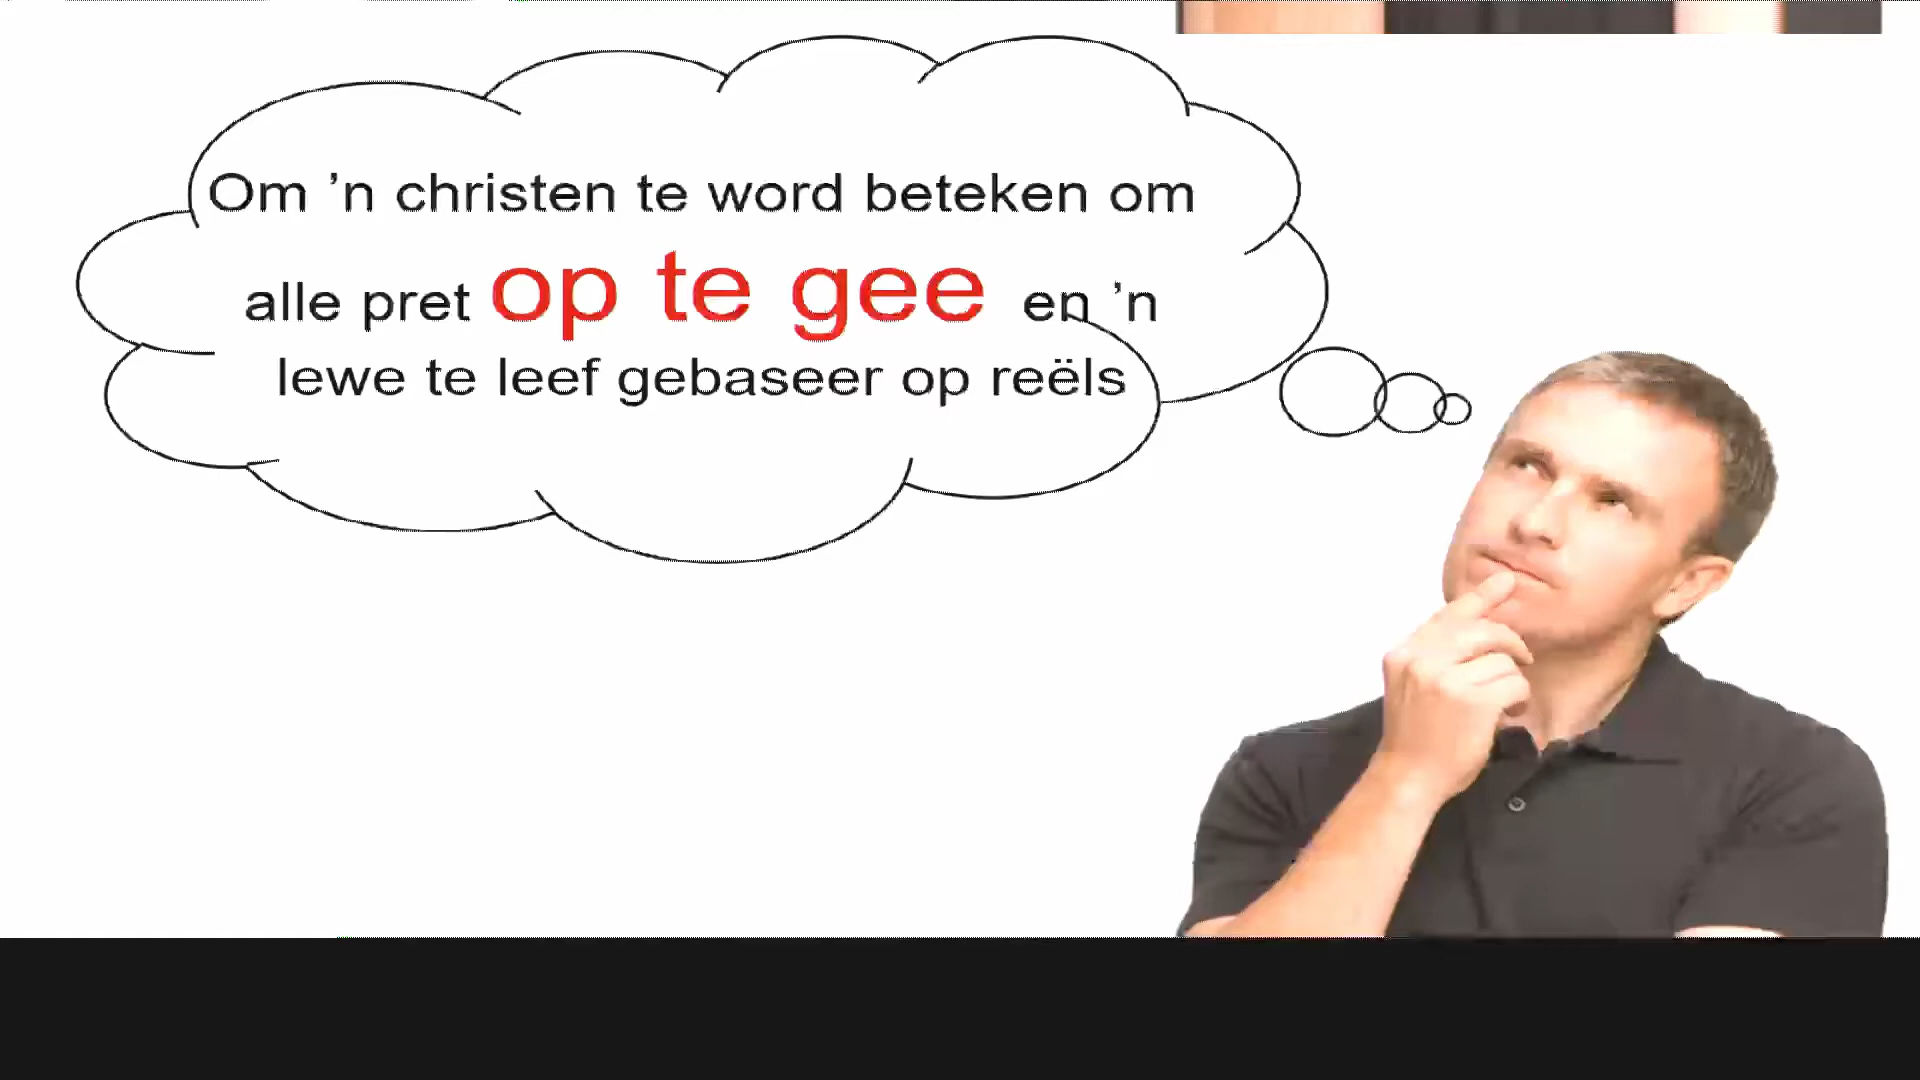 Om ’n christen te word beteken om
alle pret op te gee en ’n
lewe te leef gebaseer op reëls